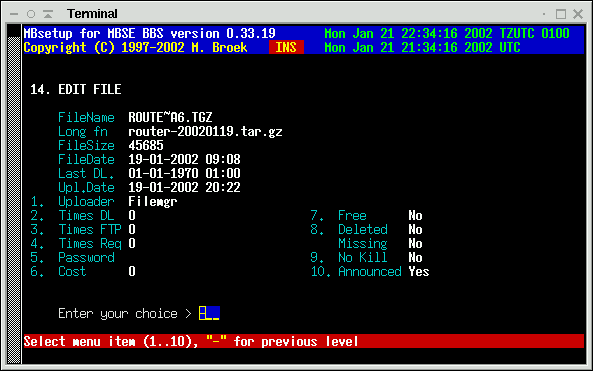 Terminal
MBsetup for MBSE BBS version 0.33.19 Mon Jan 21 22:34:16 2002 TZUTC 0100
Copyright (C) 1997-2002 M. Broek INS Mon Jan 21 21:34:16 2002 UTC
14. EDIT FILE
FileName ROUTE~A6.TGZ
Long fn router-20020119.tar.gz
FileSize 45685
FileDate 19-01-2002 09:08
Last DL. 01-01-1970 01:00
Upl.Date 19-01-2002 20:22
1. Uploader Filemgr
2. Times DL 0 7. Free No
3. Times FTP 0 8. Deleted No
4. Times Req 0 Missing No
5. Password 9. No Kill No
6. Cost 0 10. Announced Yes
Enter your choice > -__
Select menu item (1..10), "-" for previous level